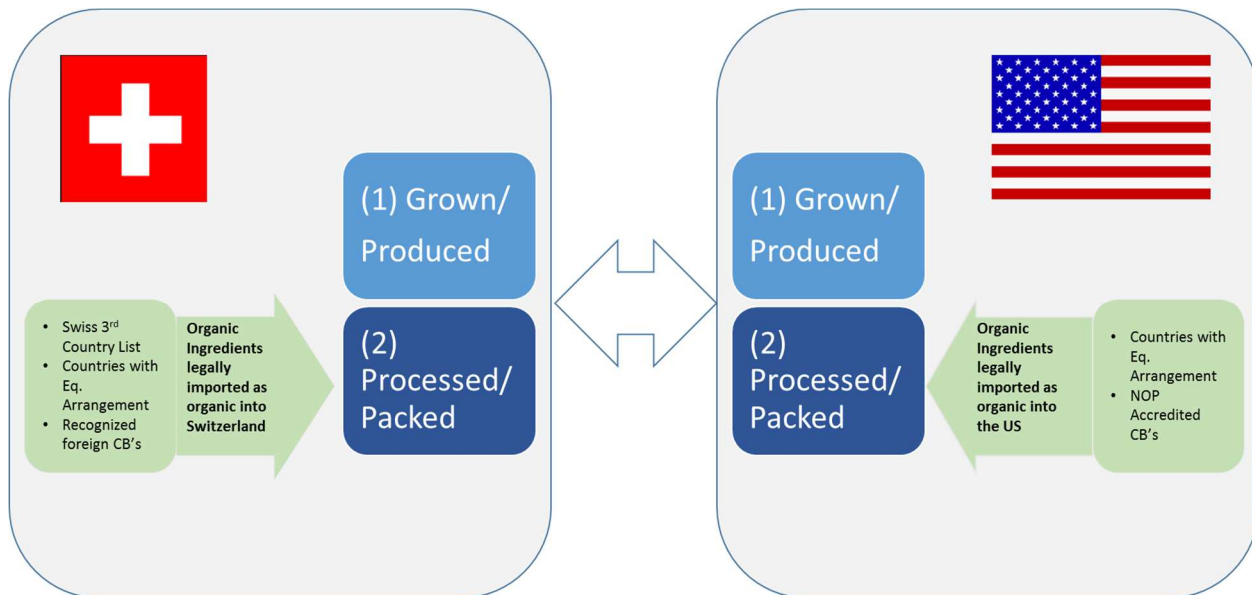 (1) Grown/
Produced
• Swiss 3rd
Country List
• Countries with
Eq.
Arrangement
• Recognized
foreign CB's
Organic
Ingredients
legally
imported as
organic into
Switzerland
(2)
Processed/
Packed
(1) Grown/
Produced
(2)
Processed/
Packed
Organic
Ingredients
legally
imported as
organic into
the US
• Countries with
Eq.
Arrangement
• NOP
Accredited
CB's